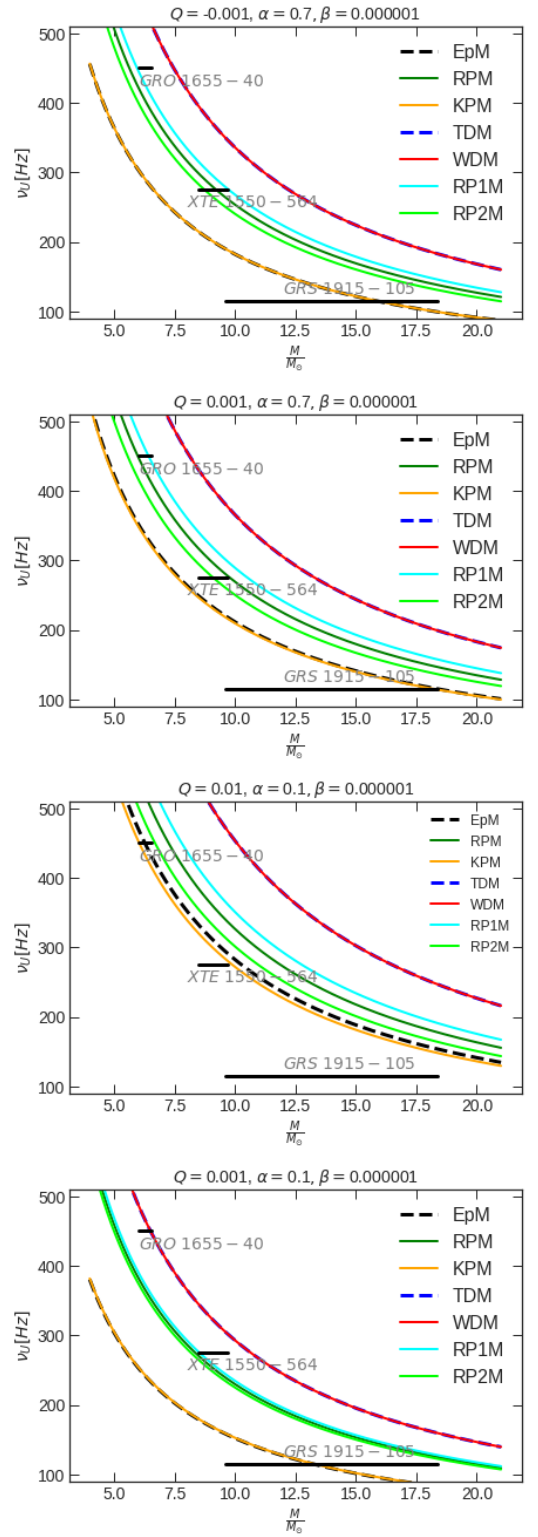 Q = -0.001, α = 0.7, β = 0.000001
500
400
300
200
100
ν_U[Hz]
GRO 1655 − 40
XTE 1550 − 564
GRS 1915 − 105
EpM
RPM
KPM
TDM
WDM
RP1M
RP2M
5.0 7.5 10.0 12.5 15.0 17.5 20.0
M
M⊙
Q = 0.001, α = 0.7, β = 0.000001
500
400
300
200
100
ν_U[Hz]
GRO 1655 − 40
XTE 1550 − 564
GRS 1915 − 105
EpM
RPM
KPM
TDM
WDM
RP1M
RP2M
5.0 7.5 10.0 12.5 15.0 17.5 20.0
M
M⊙
Q = 0.01, α = 0.1, β = 0.000001
500
400
300
200
100
ν_U[Hz]
GRO 1655 − 40
XTE 1550 − 564
GRS 1915 − 105
EpM
RPM
KPM
TDM
WDM
RP1M
RP2M
5.0 7.5 10.0 12.5 15.0 17.5 20.0
M
M⊙
Q = 0.001, α = 0.1, β = 0.000001
500
400
300
200
100
ν_U[Hz]
GRO 1655 − 40
XTE 1550 − 564
GRS 1915 − 105
EpM
RPM
KPM
TDM
WDM
RP1M
RP2M
5.0 7.5 10.0 12.5 15.0 17.5 20.0
M
M⊙